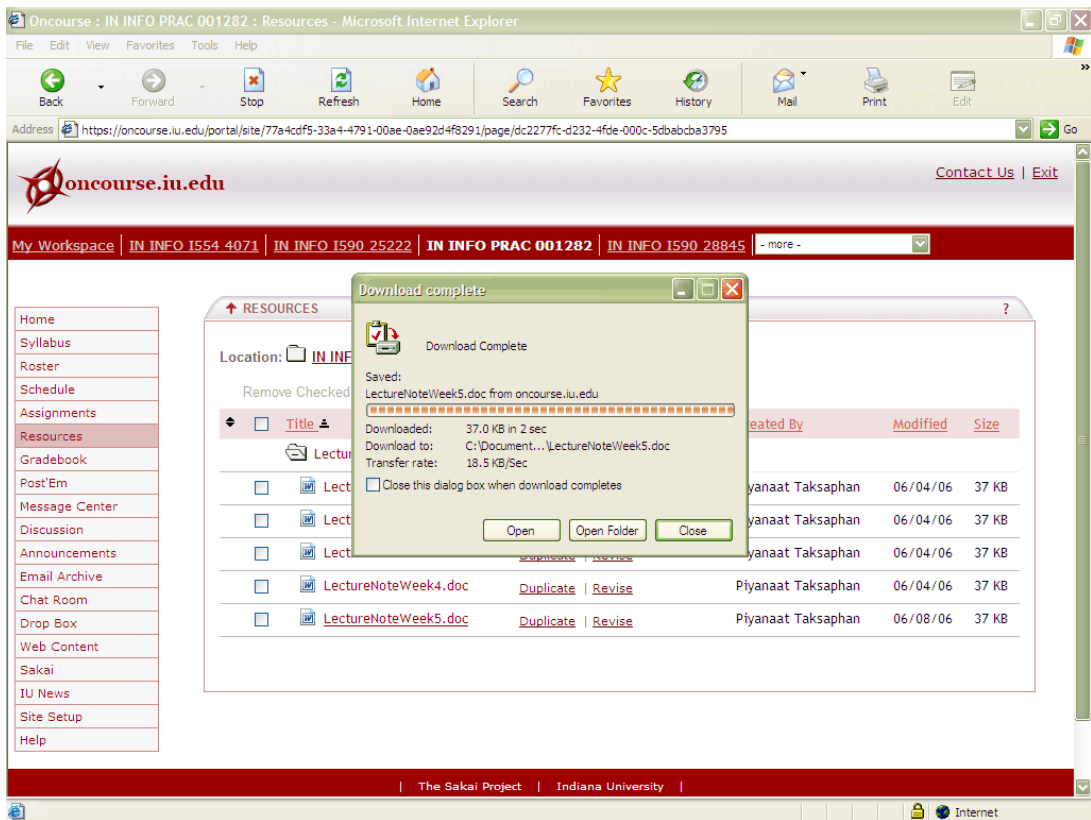 Oncourse : IN INFO PRAC 001282 : Resources - Microsoft Internet Explorer
File Edit View Favorites Tools Help
Back Forward Stop Refresh Home Search Favorites History Mail Print Edit »
Address https://oncourse.iu.edu/portal/site/77a4cdf5-33a4-4791-00ae-0ae92d4f8291/page/dc2277fc-d232-4fde-000c-5dbabcba3795 Go
oncourse.iu.edu
Contact Us | Exit
My Workspace | IN INFO I554 4071 | IN INFO I590 25222 | IN INFO PRAC 001282 | IN INFO I590 28845 - more -
Home
Syllabus
Roster
Schedule
Assignments
Resources
Gradebook
Post'Em
Message Center
Discussion
Announcements
Email Archive
Chat Room
Drop Box
Web Content
Sakai
IU News
Site Setup
Help
RESOURCES ?
Location: IN INF
Remove Checked
Title eated By Modified Size
Lectu
Lect yanaat Taksaphan 06/04/06 37 KB
Lect yanaat Taksaphan 06/04/06 37 KB
Lect Duplicate | Revise yanaat Taksaphan 06/04/06 37 KB
LectureNoteWeek4.doc Duplicate | Revise Piyanaat Taksaphan 06/04/06 37 KB
LectureNoteWeek5.doc Duplicate | Revise Piyanaat Taksaphan 06/08/06 37 KB
Download complete
Download Complete
Saved:
LectureNoteWeek5.doc from oncourse.iu.edu
Downloaded: 37.0 KB in 2 sec
Download to: C:\Document...\LectureNoteWeek5.doc
Transfer rate: 18.5 KB/Sec
Close this dialog box when download completes
Open Open Folder Close
| The Sakai Project | Indiana University |
Internet